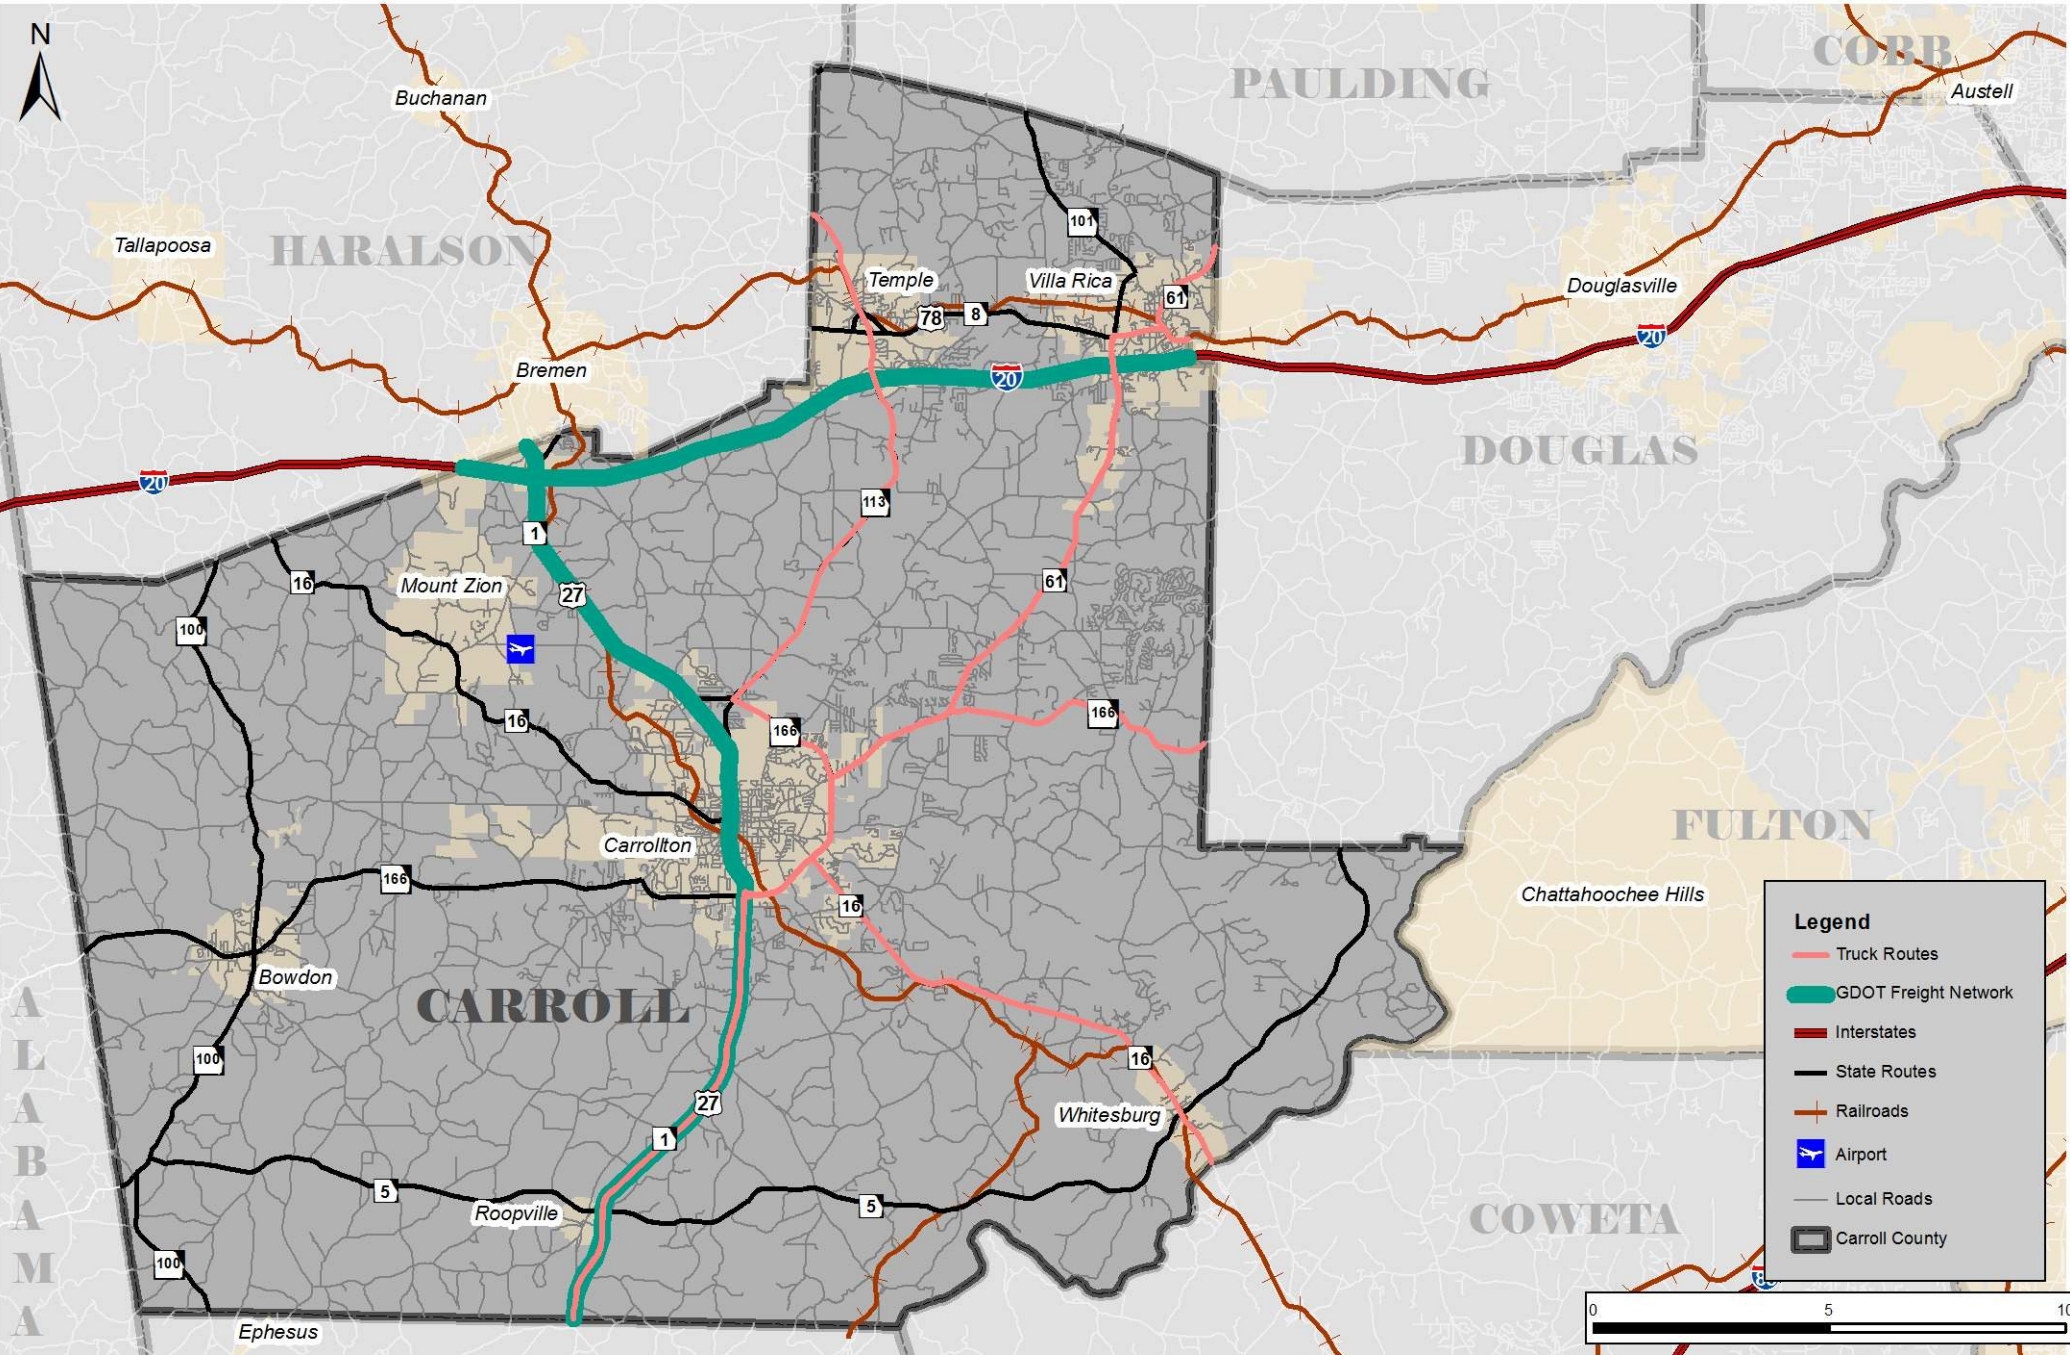 N
COBB
Buchanan
PAULDING
Austell
101
Tallapoosa
HARALSON
Temple
Villa Rica
61
Douglasville
78
8
20
Bremen
20
DOUGLAS
20
113
1
16
Mount Zion
27
61
100
16
166
166
FULTON
Carrollton
166
16
Chattahoochee Hills
Bowdon
CARROLL
100
16
27
Whitesburg
1
5
Roopville
5
COWETA
100
Ephesus
A
L
A
B
A
M
A
Legend
Truck Routes
GDOT Freight Network
Interstates
State Routes
Railroads
Airport
Local Roads
Carroll County
0 5 10